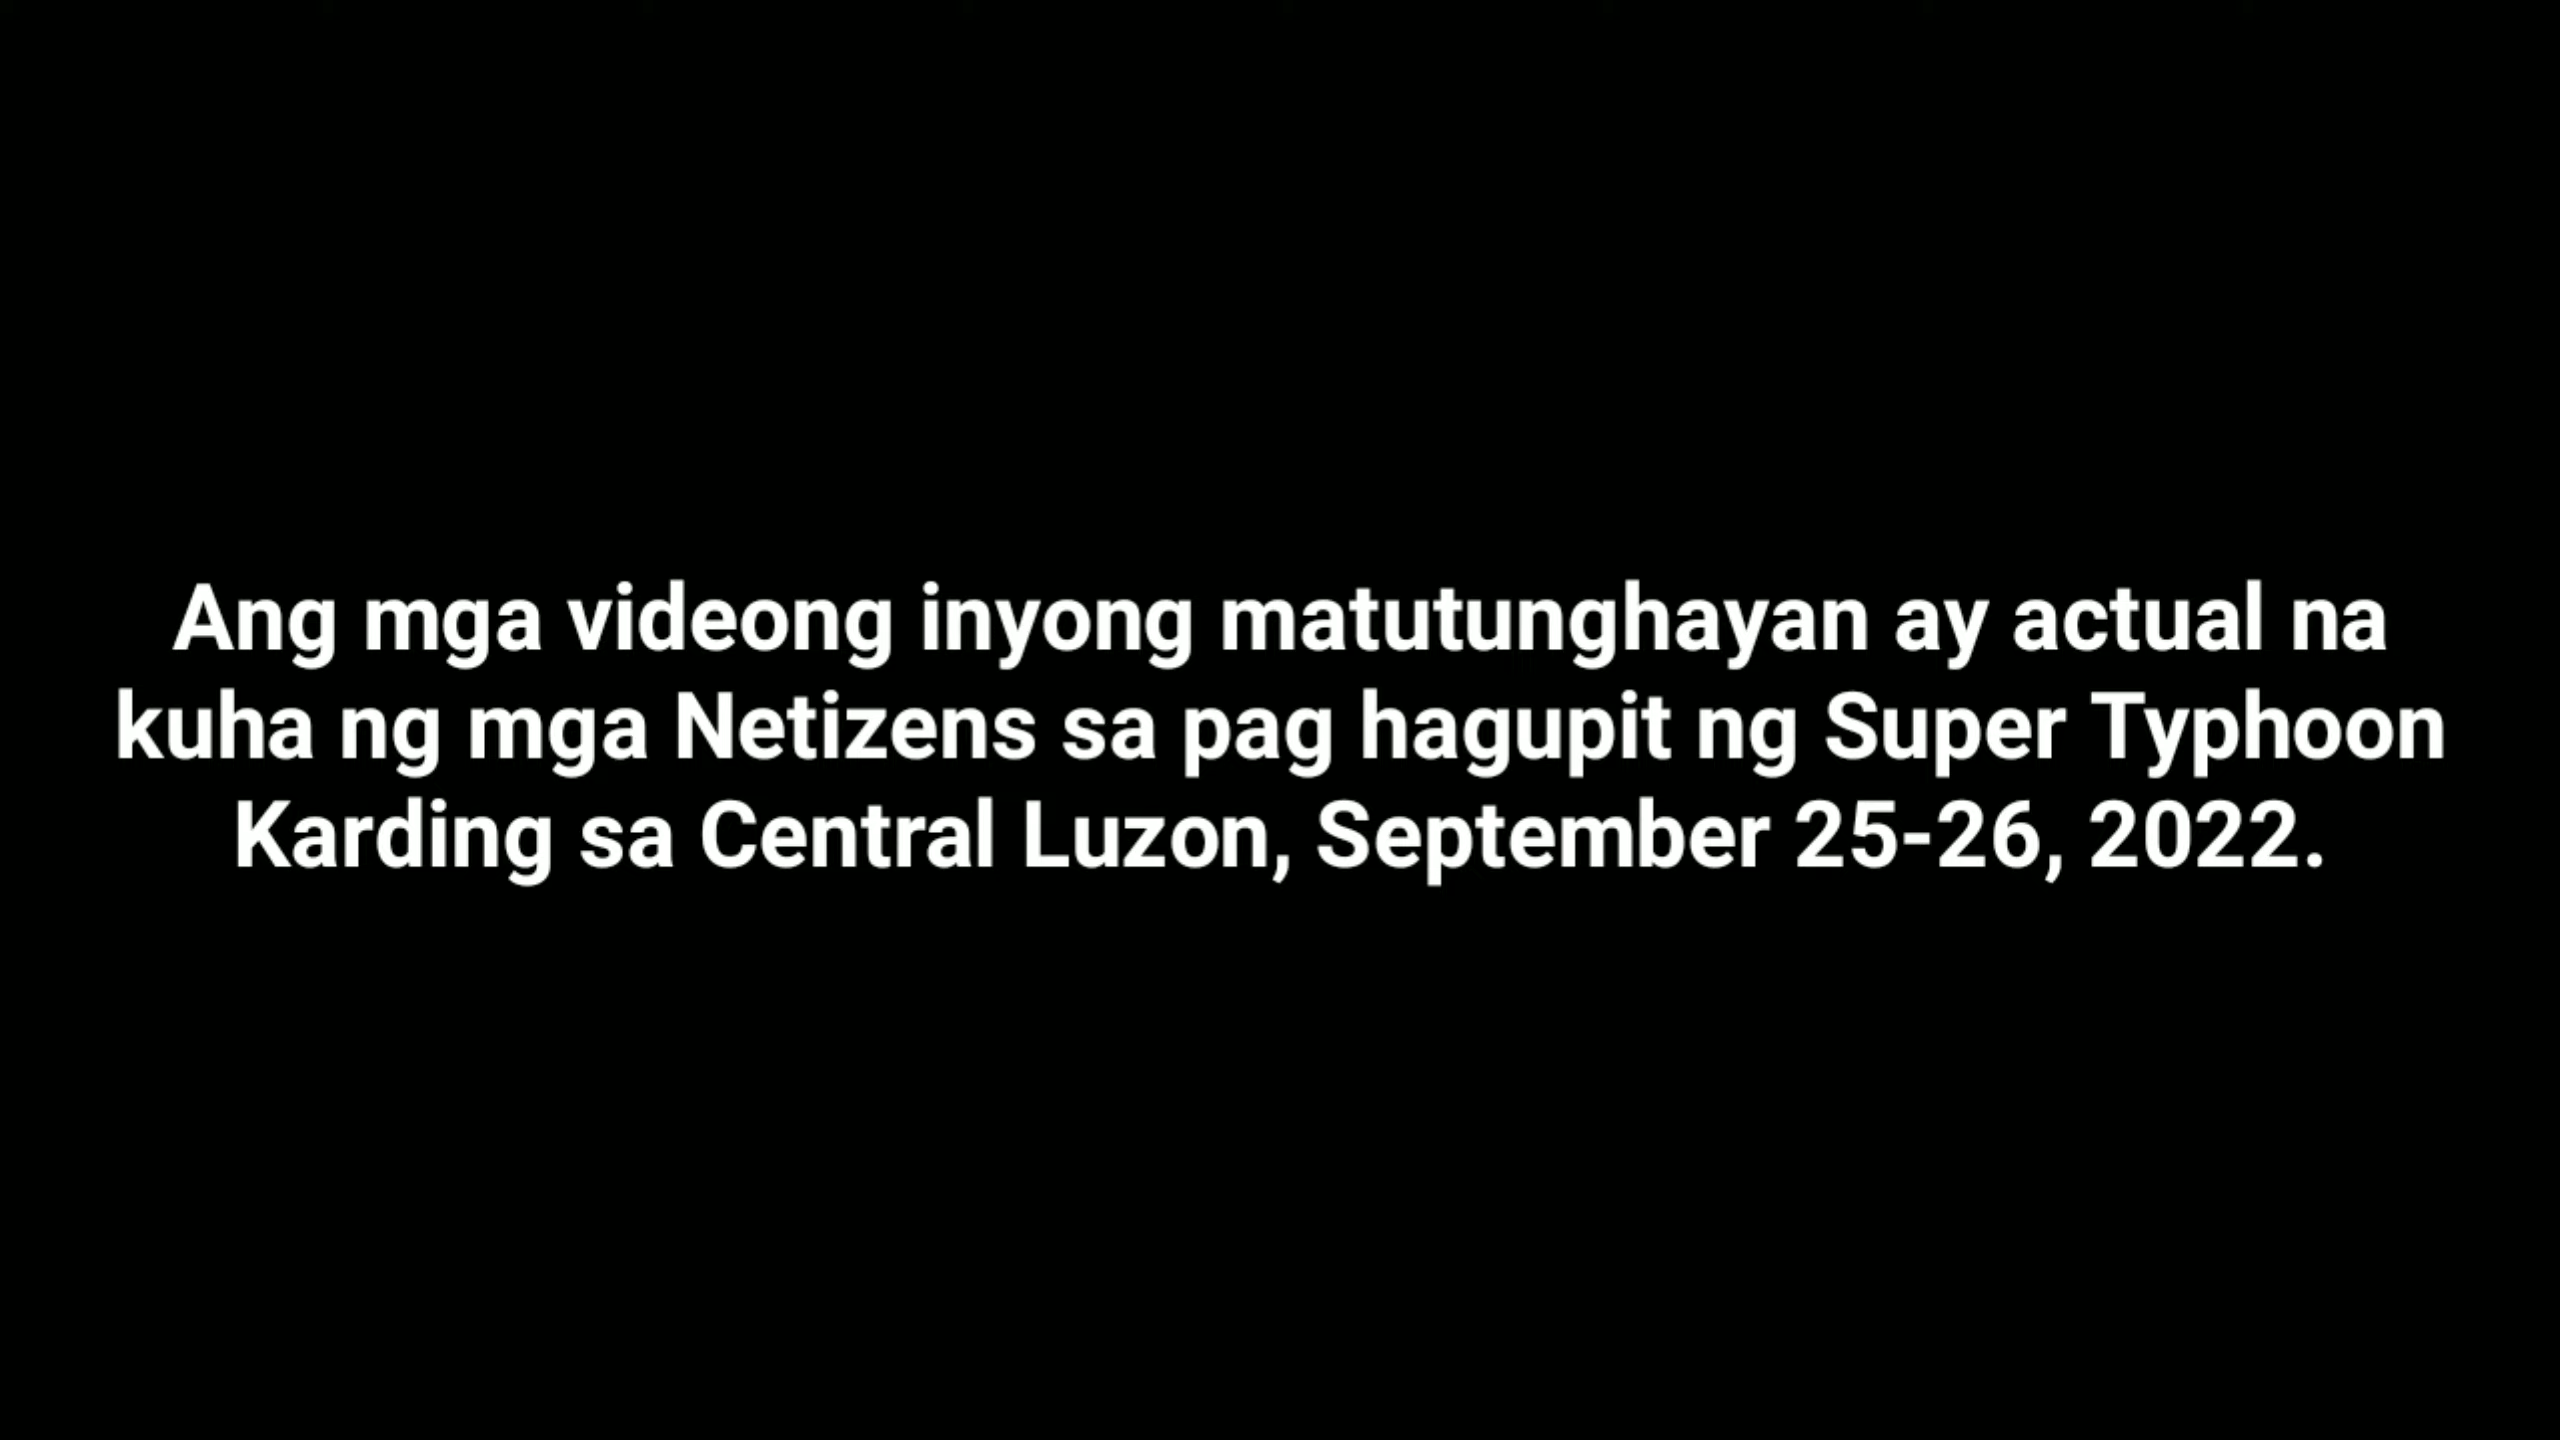 Ang mga videong inyong matutunghayan ay actual na
kuha ng mga Netizens sa pag hagupit ng Super Typhoon
Karding sa Central Luzon, September 25-26, 2022.